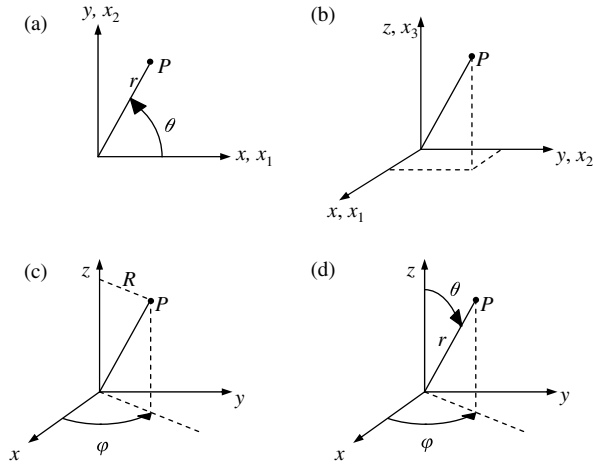 (a)
y, x2
P
r
θ
x, x1
(b)
z, x3
P
y, x2
x, x1
(c)
z
R
P
y
x
φ
(d)
z
θ
P
r
y
x
φ